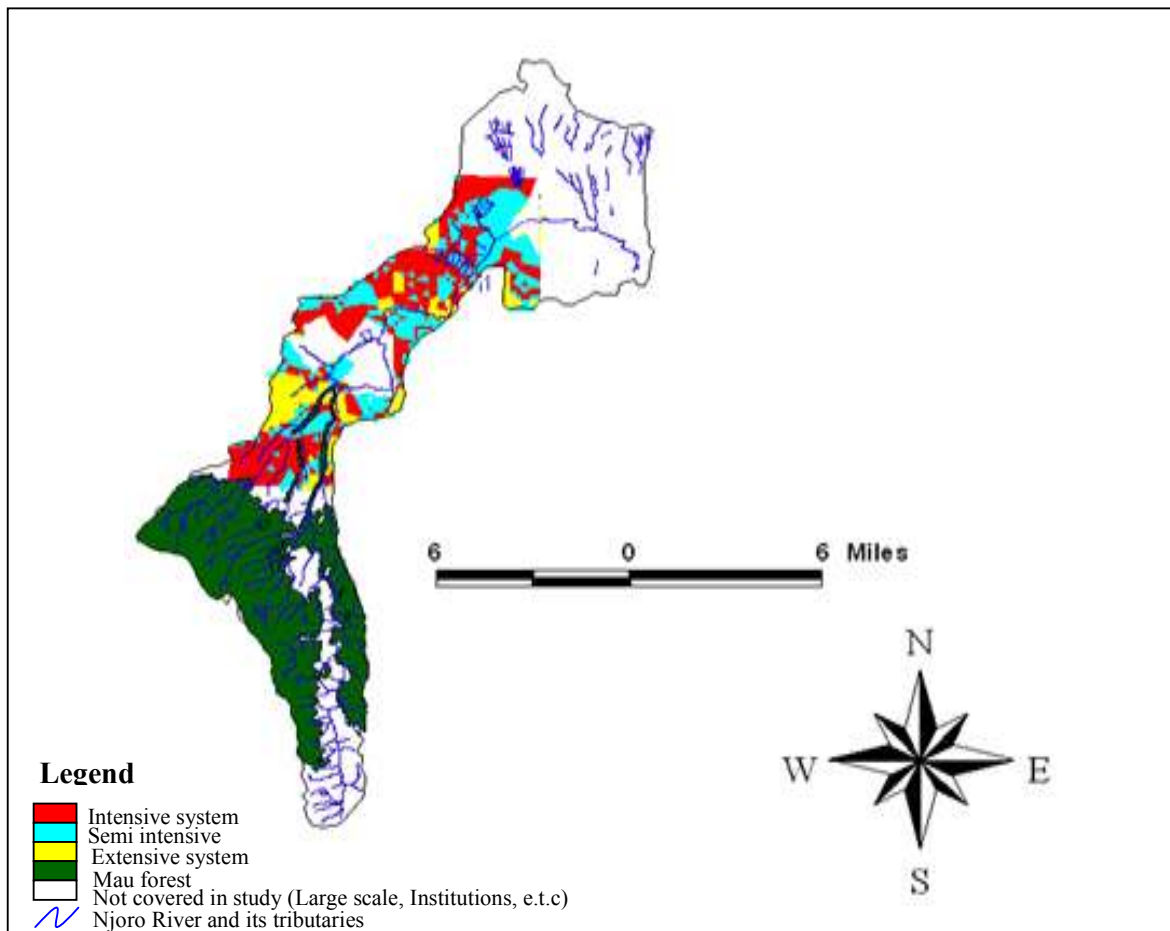 6 0 6 Miles
N
W E
S
Legend
Intensive system
Semi intensive
Extensive system
Mau forest
Not covered in study (Large scale, Institutions, e.t.c)
Njoro River and its tributaries